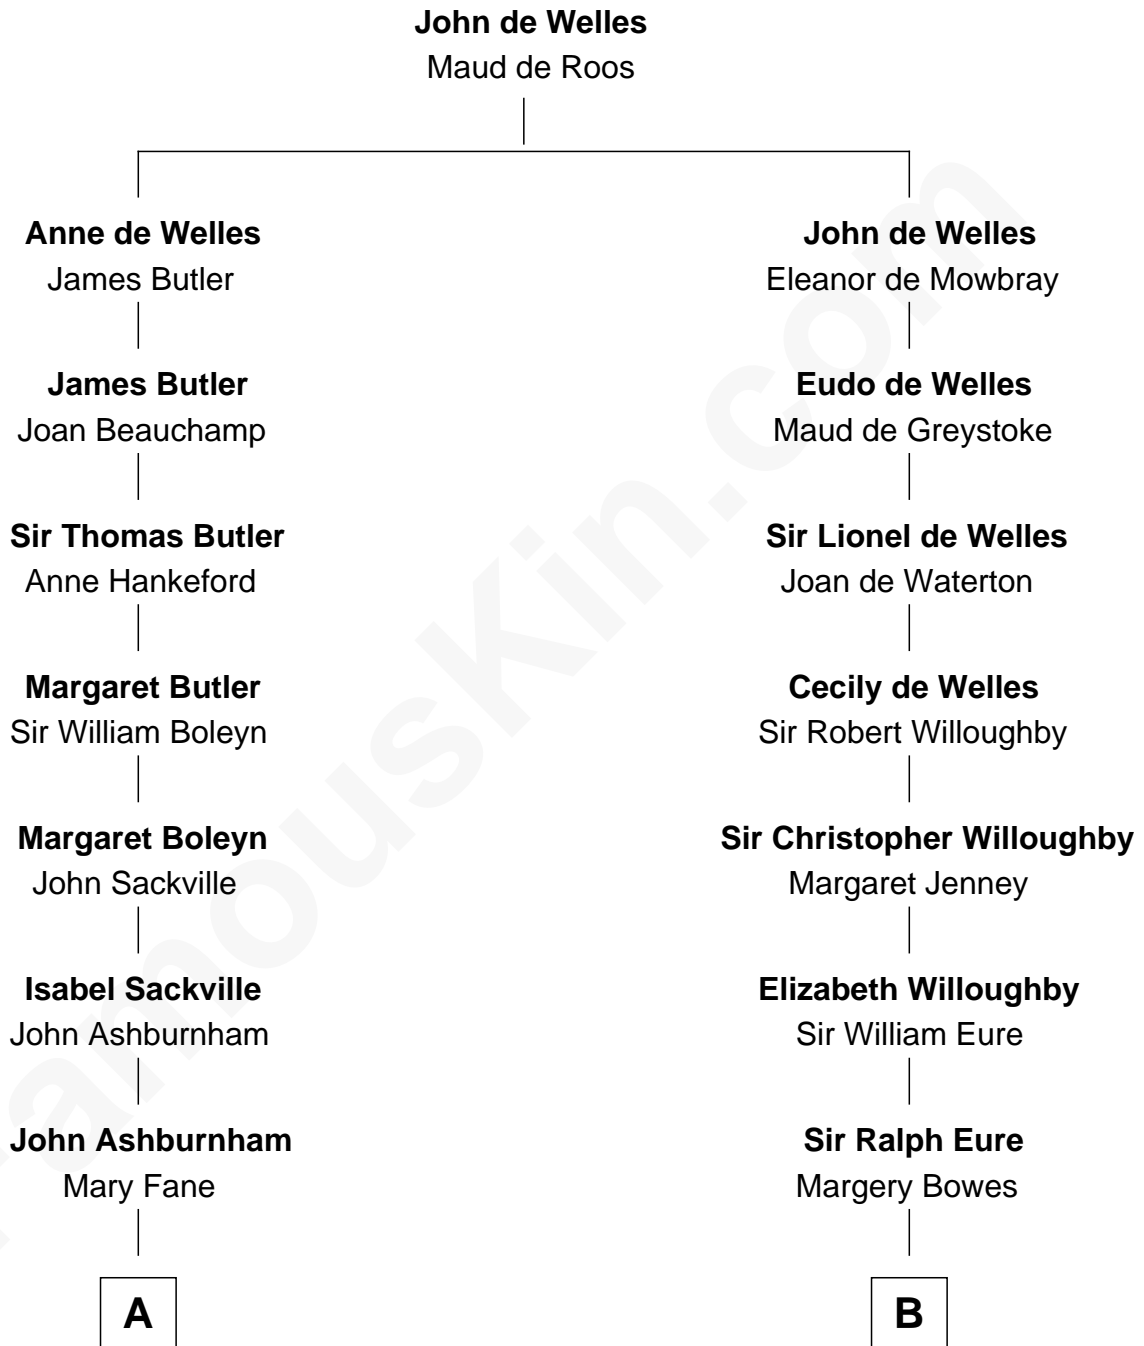 John de Welles
Maud de Roos
Anne de Welles
James Butler
John de Welles
Eleanor de Mowbray
James Butler
Joan Beauchamp
Eudo de Welles
Maud de Greystoke
Sir Thomas Butler
Anne Hankeford
Sir Lionel de Welles
Joan de Waterton
Margaret Butler
Sir William Boleyn
Cecily de Welles
Sir Robert Willoughby
Margaret Boleyn
John Sackville
Sir Christopher Willoughby
Margaret Jenney
Isabel Sackville
John Ashburnham
Elizabeth Willoughby
Sir William Eure
John Ashburnham
Mary Fane
Sir Ralph Eure
Margery Bowes
A
B
FamousKin.com